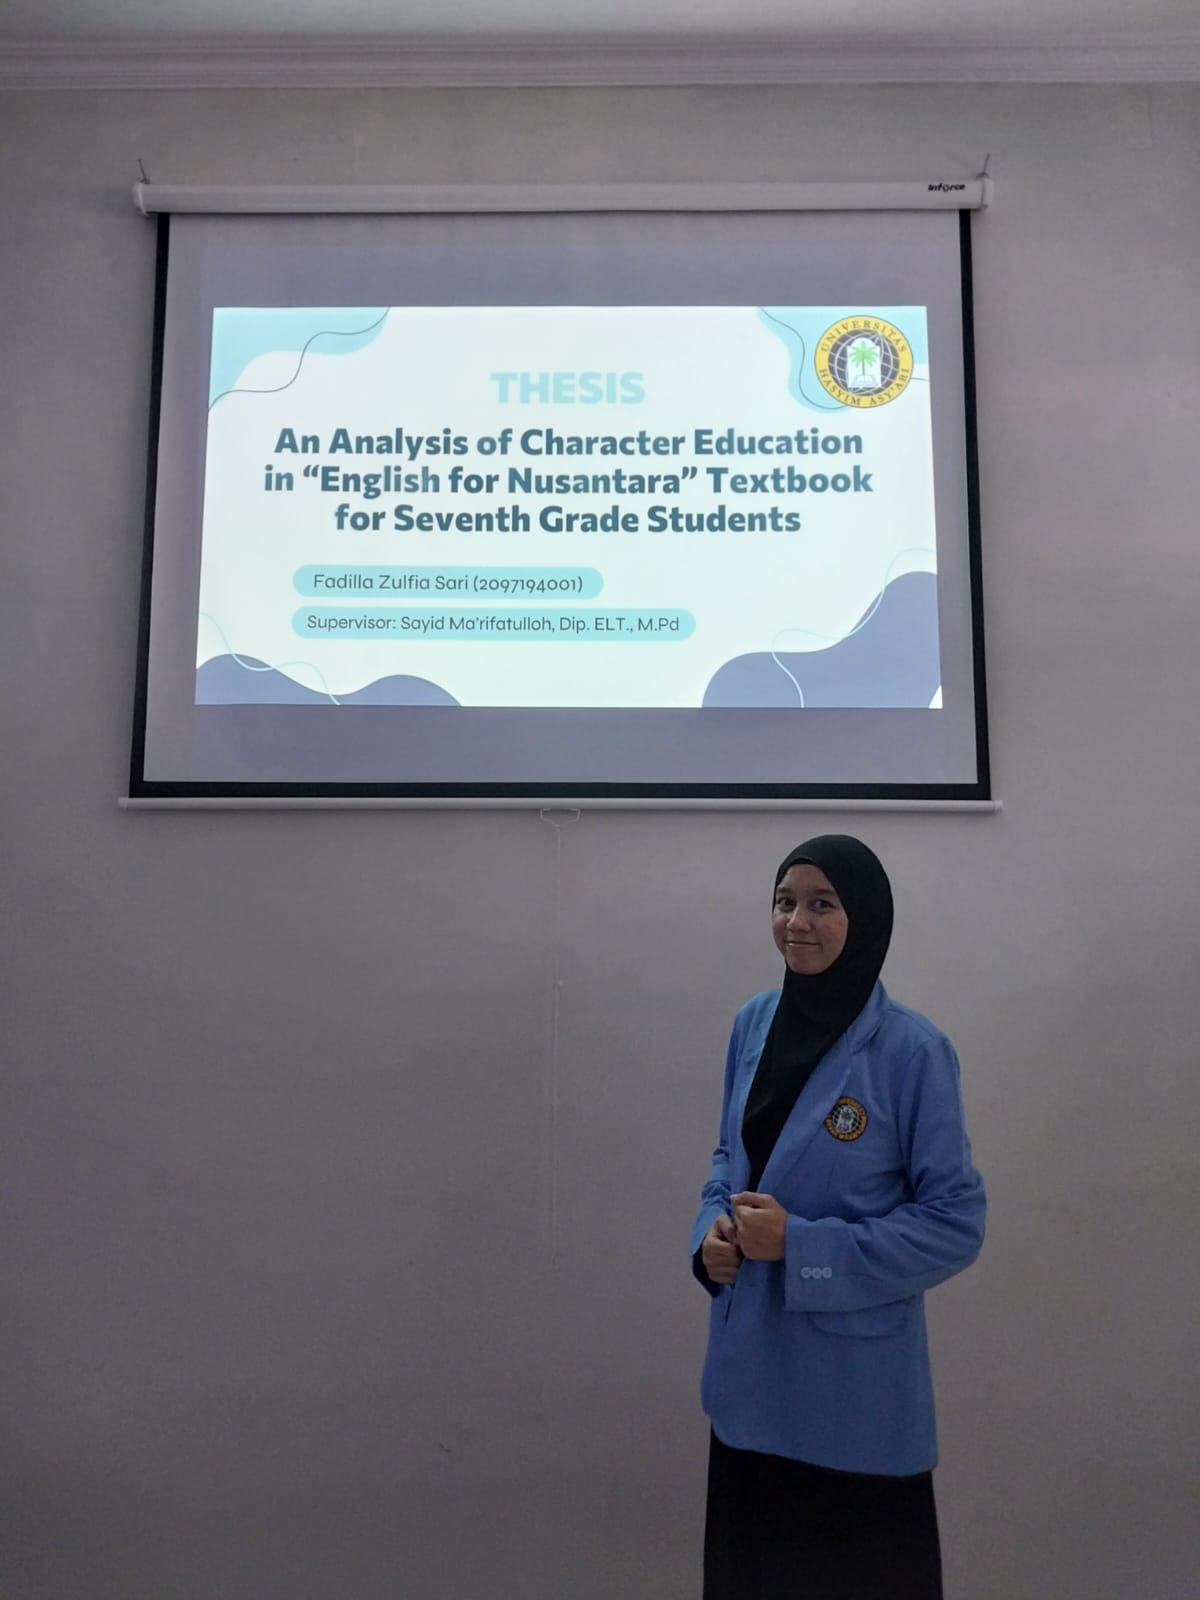 Inforce
UNIVERSITAS
HASYIM ASY'ARI
THESIS
An Analysis of Character Education
in “English for Nusantara” Textbook
for Seventh Grade Students
Fadilla Zulfia Sari (2097194001)
Supervisor: Sayid Ma'rifatulloh, Dip. ELT., M.Pd